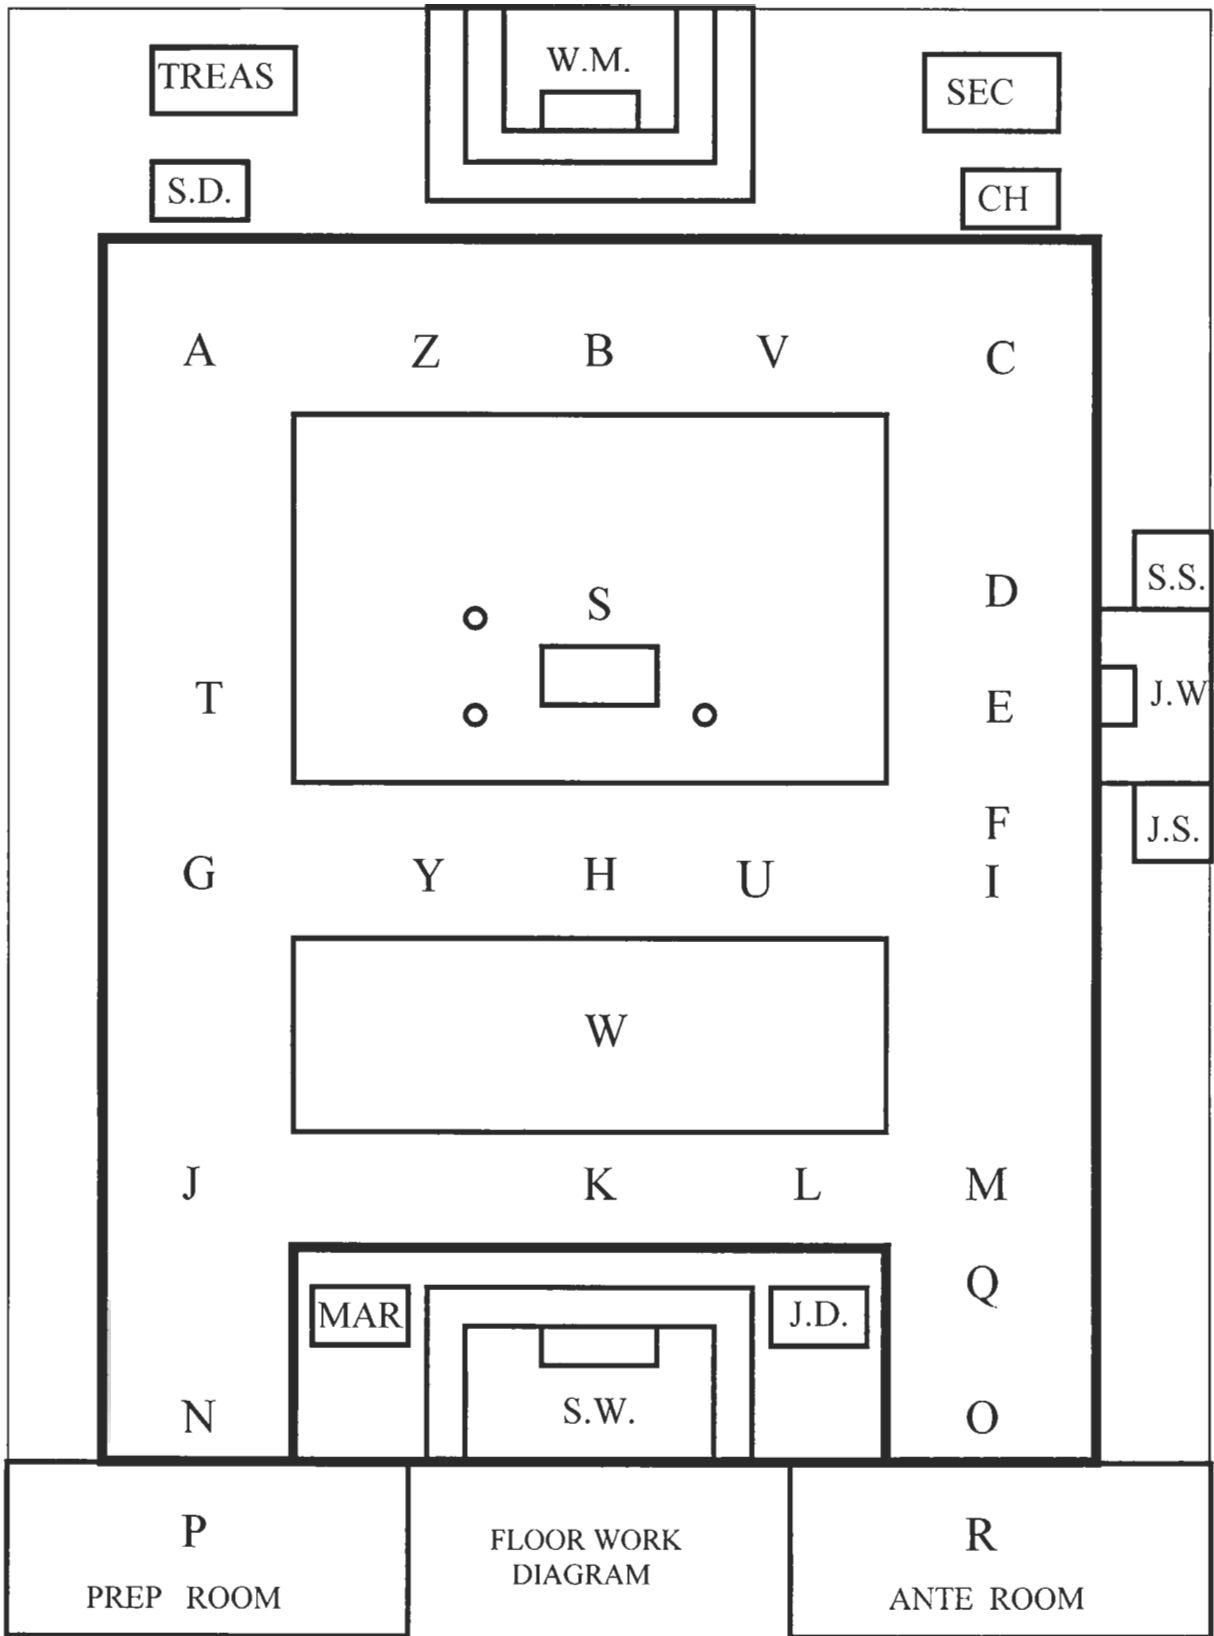 W.M.
TREAS
SEC
S.D.
CH
A Z B V C
S.S.
D
S
J.W
T
E
F
J.S.
G Y H U I
W
J K L M
Q
MAR
J.D.
S.W.
N
O
P
R
FLOOR WORK
DIAGRAM
PREP ROOM
ANTE ROOM